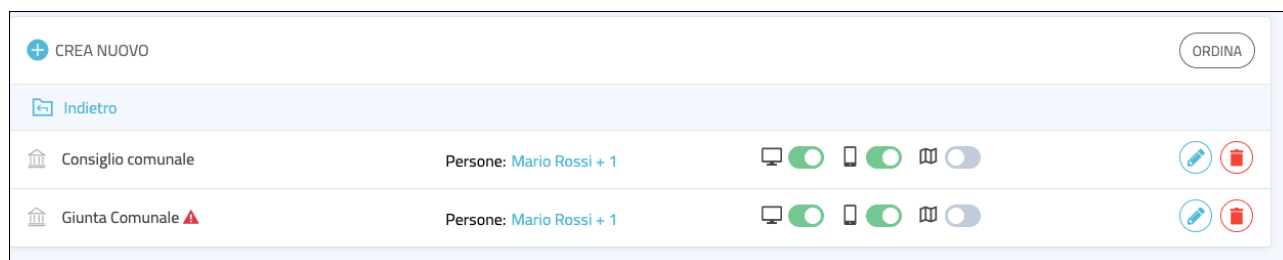 CREA NUOVO ORDINA
Indietro
Consiglio comunale Persone: Mario Rossi + 1
Giunta Comunale Persone: Mario Rossi + 1